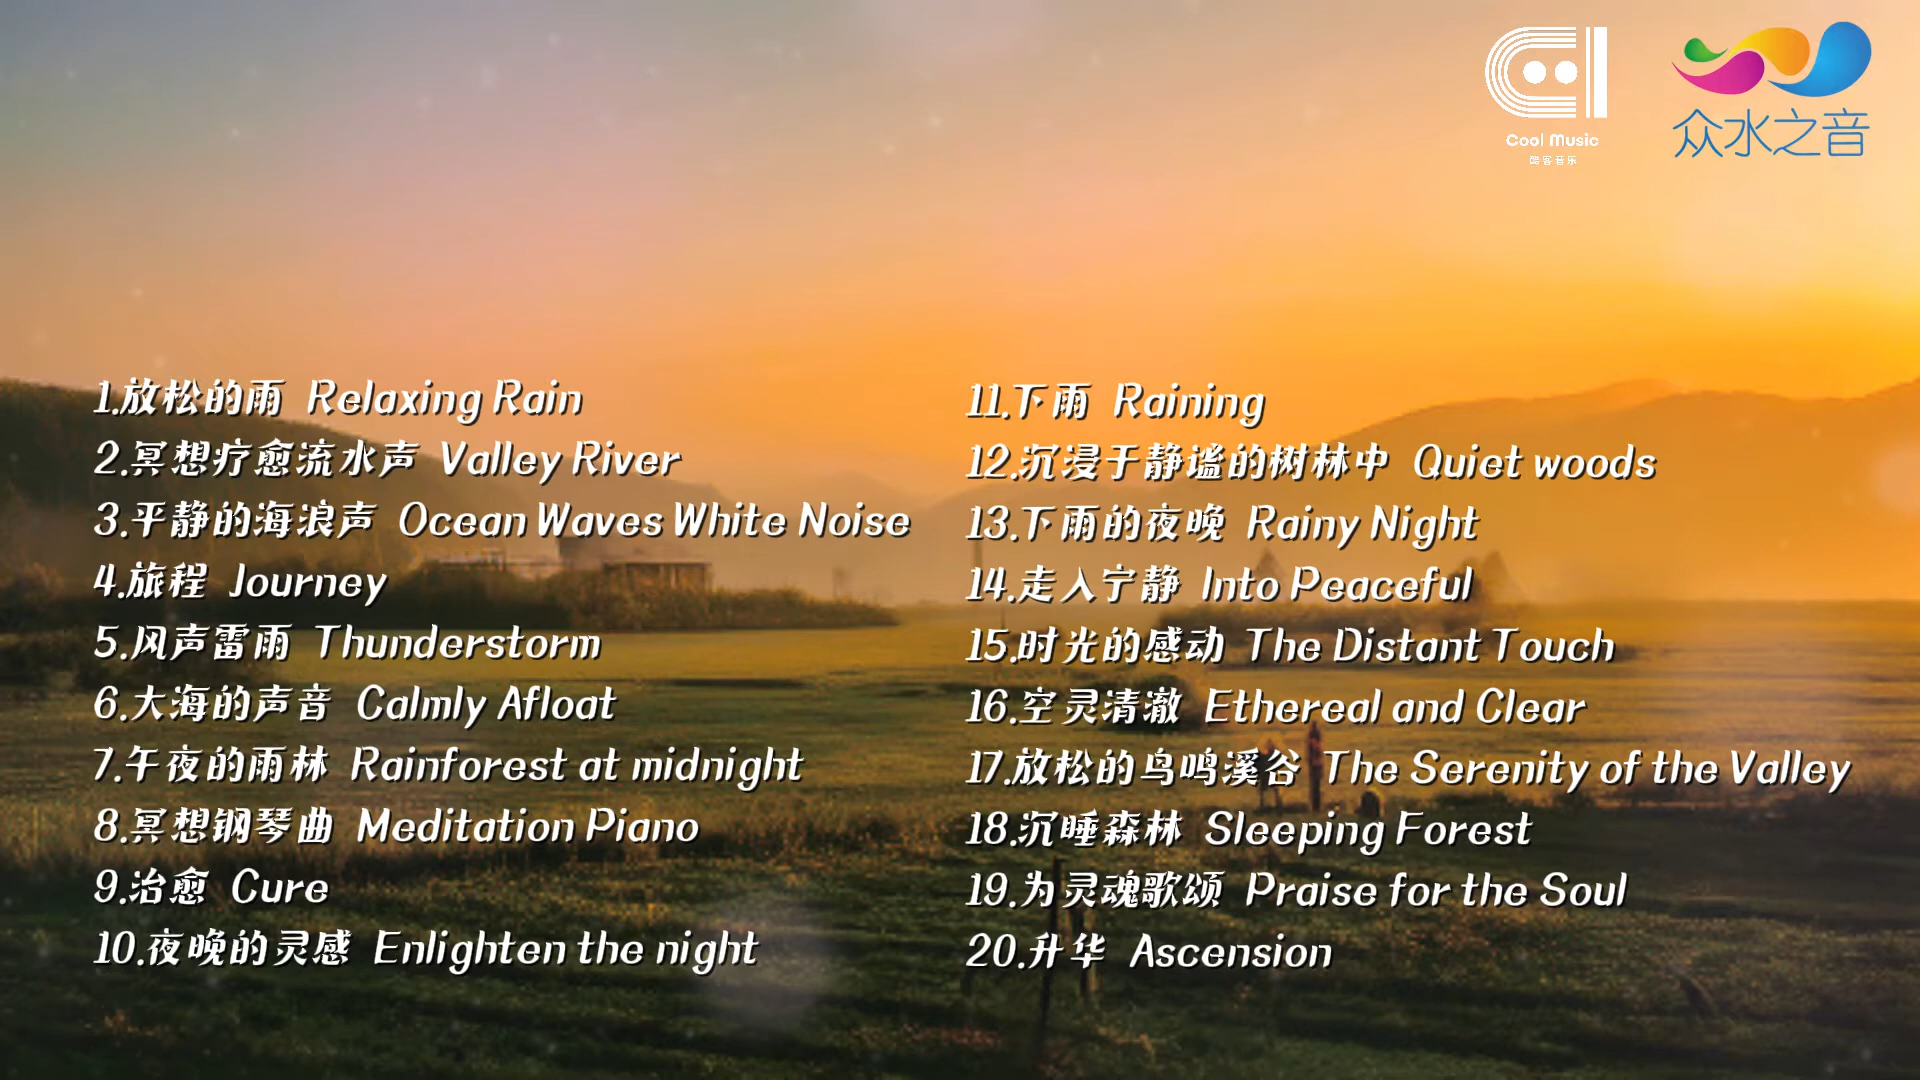 Cool Music
酷客音乐
众水之音
1.放松的雨 Relaxing Rain
2.冥想疗愈流水声 Valley River
3.平静的海浪声 Ocean Waves White Noise
4.旅程 Journey
5.风声雷雨 Thunderstorm
6.大海的声音 Calmly Afloat
7.午夜的雨林 Rainforest at midnight
8.冥想钢琴曲 Meditation Piano
9.治愈 Cure
10.夜晚的灵感 Enlighten the night
11.下雨 Raining
12.沉浸于静谧的树林中 Quiet woods
13.下雨的夜晚 Rainy Night
14.走入宁静 Into Peaceful
15.时光的感动 The Distant Touch
16.空灵清澈 Ethereal and Clear
17.放松的鸟鸣溪谷 The Serenity of the Valley
18.沉睡森林 Sleeping Forest
19.为灵魂歌颂 Praise for the Soul
20.升华 Ascension